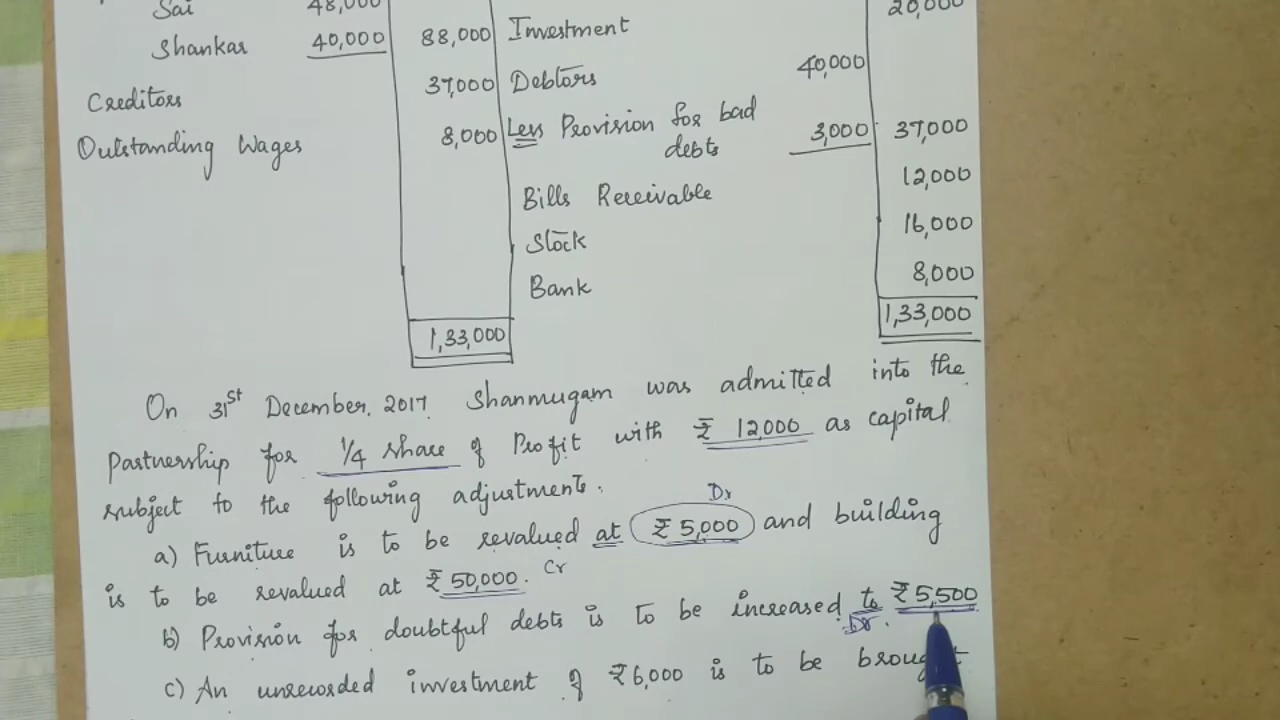 Sai 48,000 20,000
Shankar 40,000 88,000 Investment
Creditors 37,000 Debtors 40,000
Outstanding Wages 8,000 Less Provision for bad debts 3,000 37,000
Bills Receivable 12,000
Stock 16,000
Bank 8,000
1,33,000 1,33,000
On 31st December, 2017 Shanmugam was admitted into the
Partnership for 1/4 share of Profit with ₹ 12,000 as capital
subject to the following adjustments.
Dr
a) Furniture is to be revalued at ₹ 5,000 and building
is to be revalued at ₹ 50,000. Cr
b) Provision for doubtful debts is to be increased to ₹ 5,500
Dr.
c) An unrecorded investment of ₹ 6,000 is to be brought